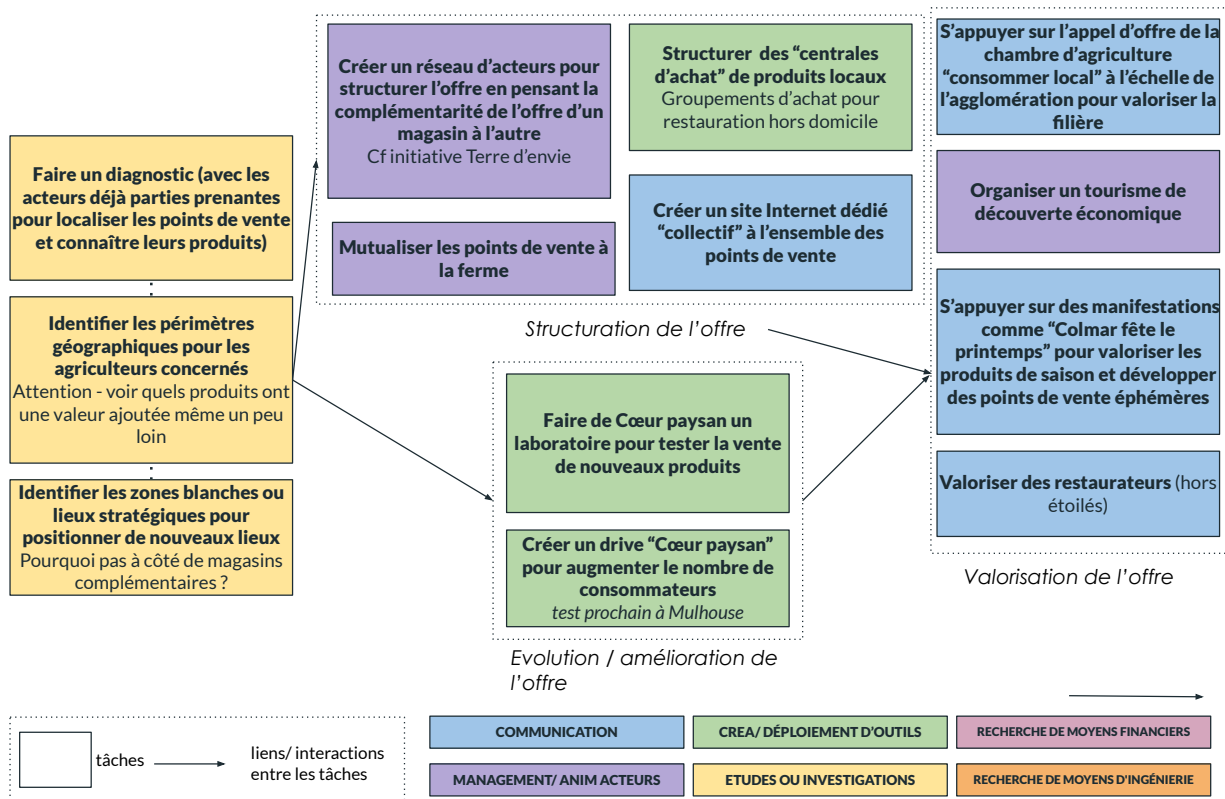 Faire un diagnostic (avec les
acteurs déjà parties prenantes
pour localiser les points de vente
et connaître leurs produits)
Identifier les périmètres
géographiques pour les
agriculteurs concernés
Attention - voir quels produits ont
une valeur ajoutée même un peu
loin
Identifier les zones blanches ou
lieux stratégiques pour
positionner de nouveaux lieux
Pourquoi pas à côté de magasins
complémentaires ?
Créer un réseau d’acteurs pour
structurer l’offre en pensant la
complémentarité de l’offre d’un
magasin à l’autre
Cf initiative Terre d’envie
Mutualiser les points de vente à
la ferme
Structurer des “centrales
d’achat” de produits locaux
Groupements d’achat pour
restauration hors domicile
Créer un site Internet dédié
“collectif” à l’ensemble des
points de vente
Structuration de l’offre
Faire de Cœur paysan un
laboratoire pour tester la vente
de nouveaux produits
Créer un drive “Cœur paysan”
pour augmenter le nombre de
consommateurs
test prochain à Mulhouse
Evolution / amélioration de
l’offre
S’appuyer sur l’appel d’offre de la
chambre d’agriculture
“consommer local” à l’échelle de
l’agglomération pour valoriser la
filière
Organiser un tourisme de
découverte économique
S’appuyer sur des manifestations
comme “Colmar fête le
printemps” pour valoriser les
produits de saison et développer
des points de vente éphémères
Valoriser des restaurateurs (hors
étoilés)
Valorisation de l’offre
tâches
liens/ interactions
entre les tâches
COMMUNICATION
CREA/ DÉPLOIEMENT D’OUTILS
RECHERCHE DE MOYENS FINANCIERS
MANAGEMENT/ ANIM ACTEURS
ETUDES OU INVESTIGATIONS
RECHERCHE DE MOYENS D'INGÉNIERIE